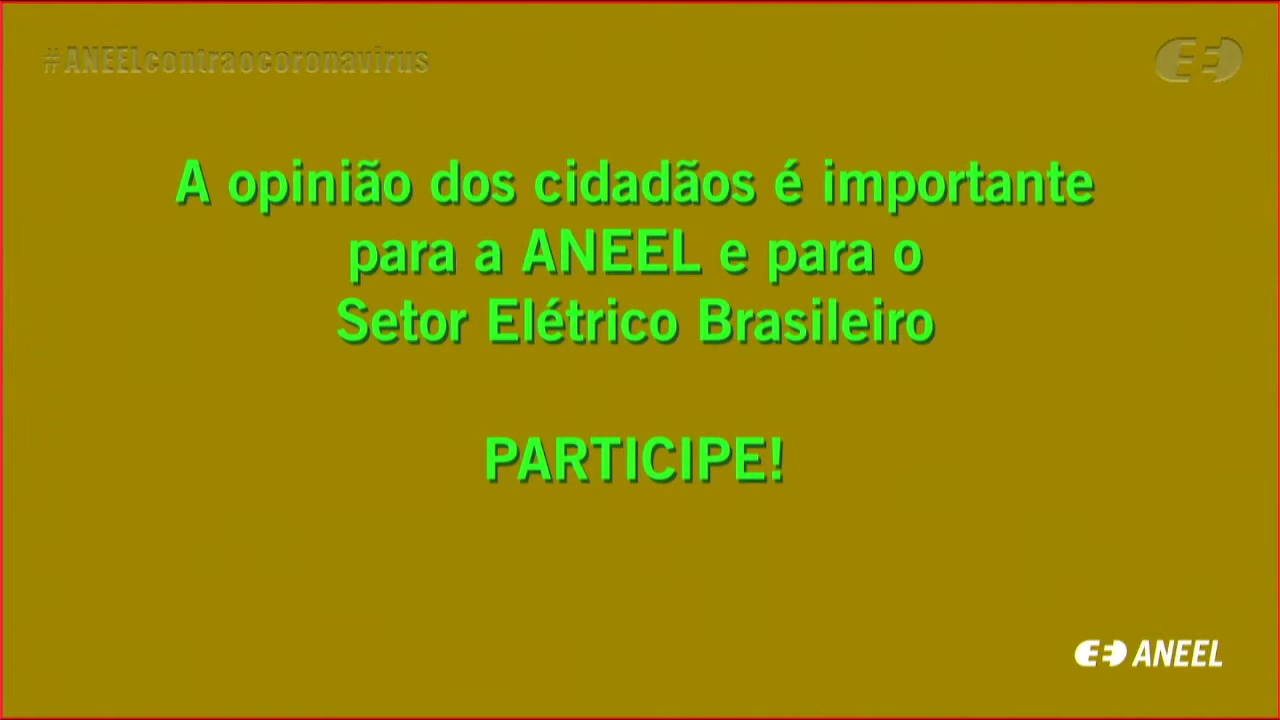 #ANEELcontraocoronavirus
A opinião dos cidadãos é importante
para a ANEEL e para o
Setor Elétrico Brasileiro
PARTICIPE!
ANEEL